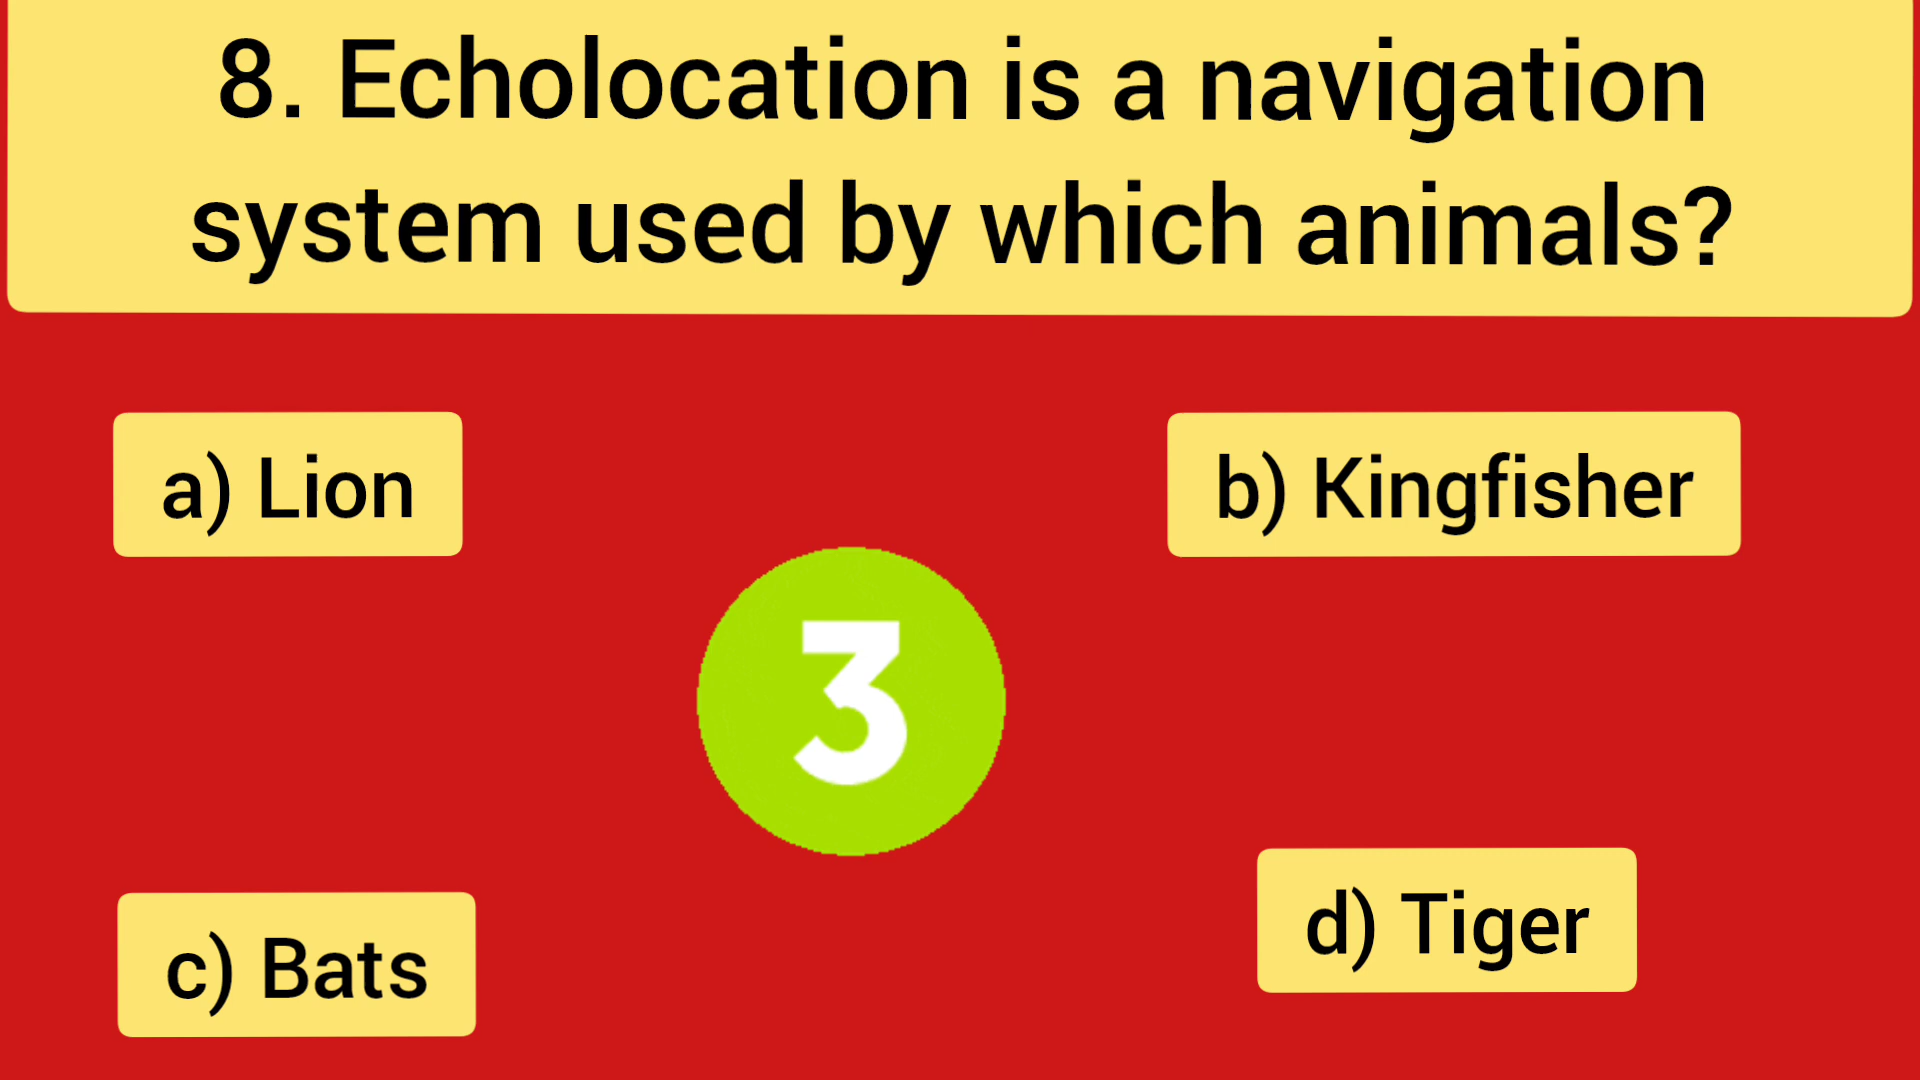 8. Echolocation is a navigation
system used by which animals?
a) Lion
b) Kingfisher
3
c) Bats
d) Tiger